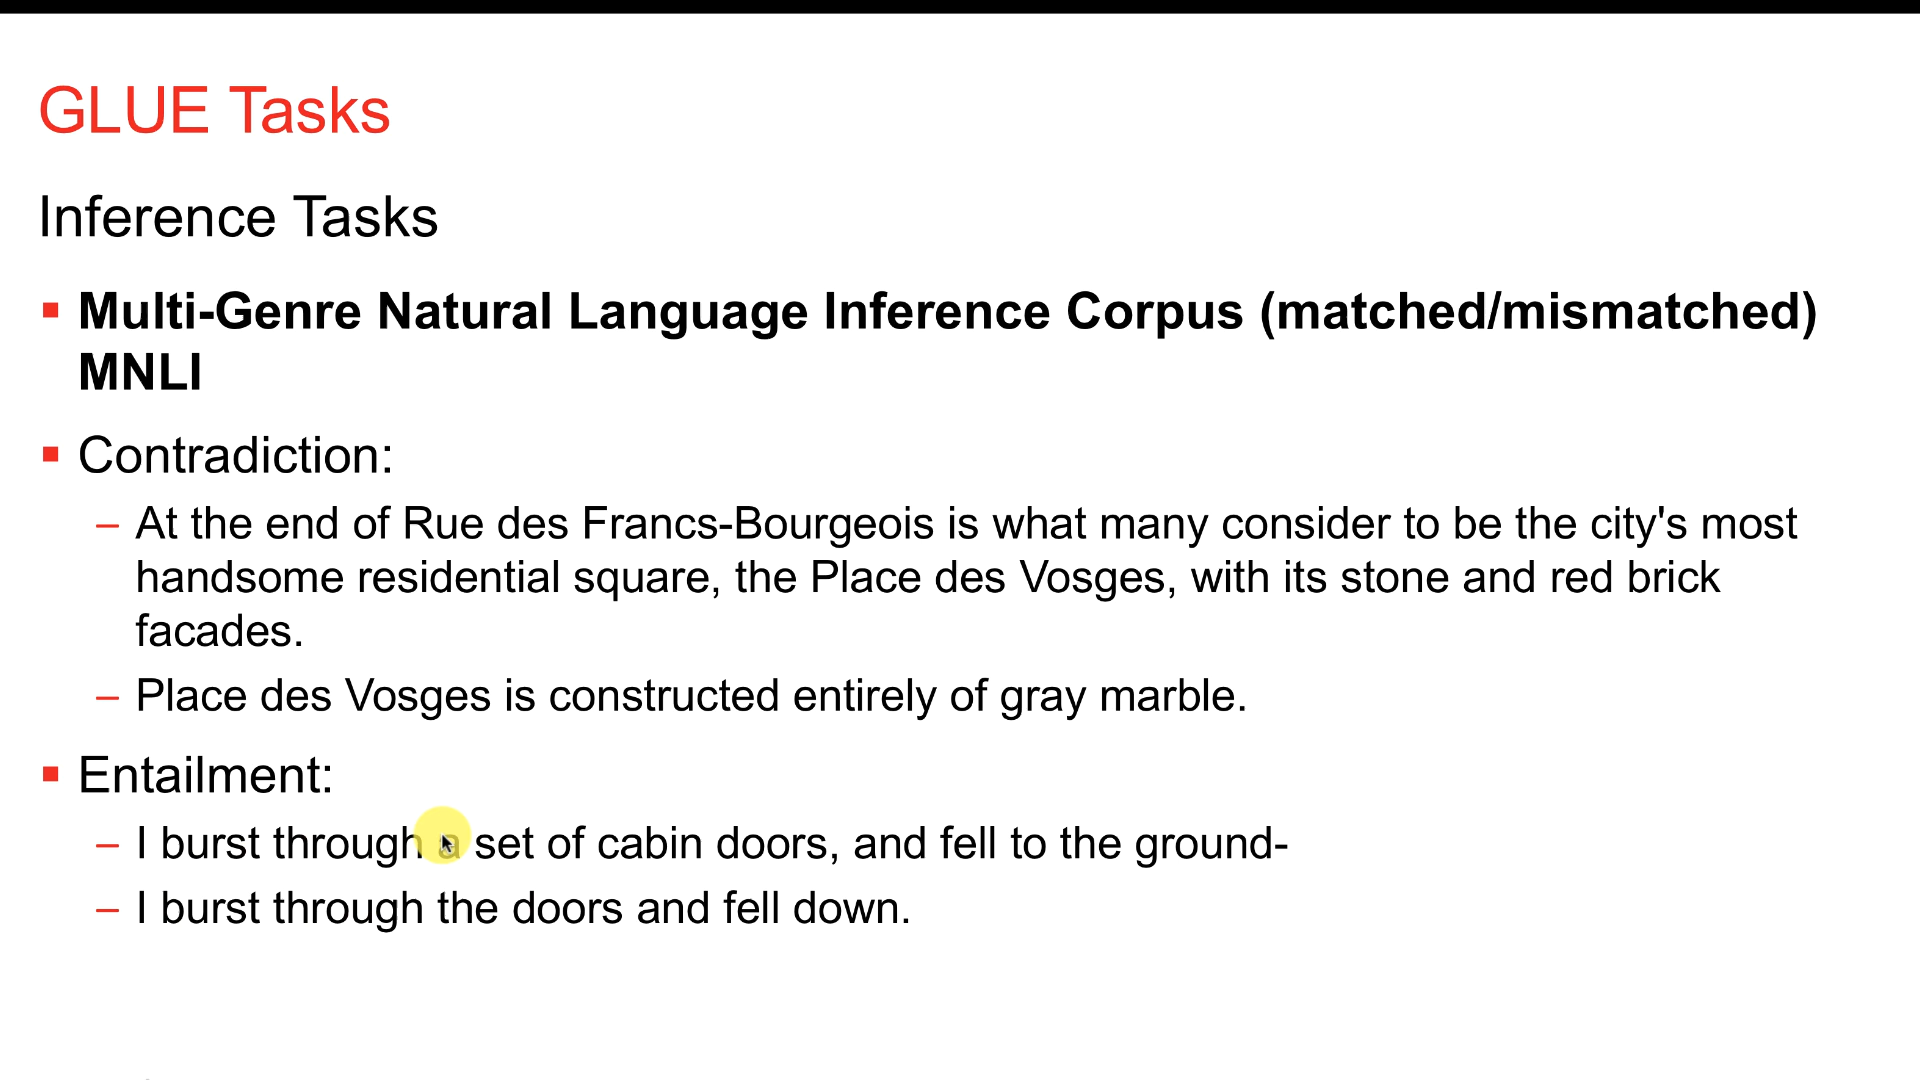 GLUE Tasks
Inference Tasks
Multi-Genre Natural Language Inference Corpus (matched/mismatched)
MNLI
Contradiction:
– At the end of Rue des Francs-Bourgeois is what many consider to be the city's most
handsome residential square, the Place des Vosges, with its stone and red brick
facades.
– Place des Vosges is constructed entirely of gray marble.
Entailment:
– I burst through a set of cabin doors, and fell to the ground-
– I burst through the doors and fell down.